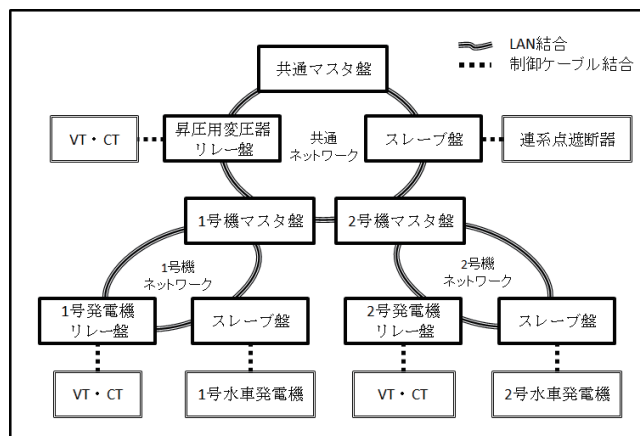 LAN結合
制御ケーブル結合
共通マスタ盤
VT・CT
昇圧用変圧器
リレー盤
共通
ネットワーク
スレーブ盤
連系点遮断器
1号機マスタ盤
2号機マスタ盤
1号機
ネットワーク
2号機
ネットワーク
1号発電機
リレー盤
スレーブ盤
2号発電機
リレー盤
スレーブ盤
VT・CT
1号水車発電機
VT・CT
2号水車発電機